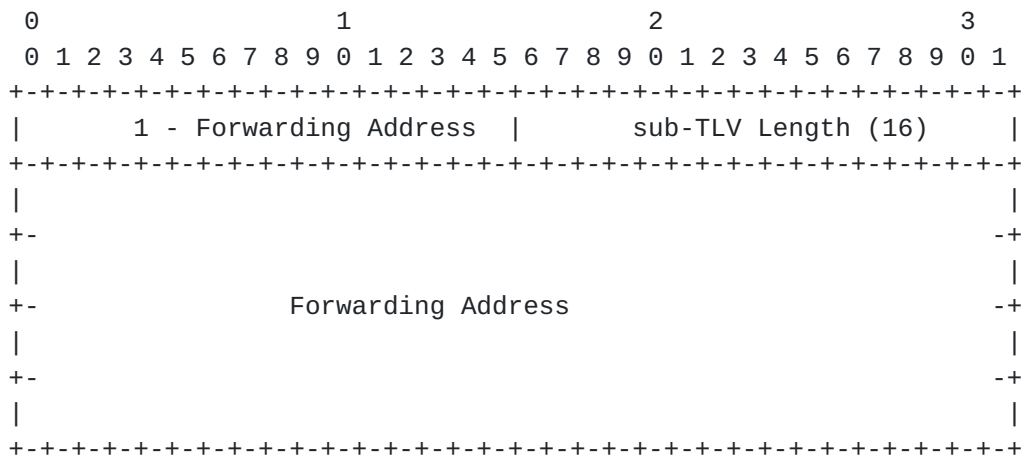 0                   1                   2                   3
 0 1 2 3 4 5 6 7 8 9 0 1 2 3 4 5 6 7 8 9 0 1 2 3 4 5 6 7 8 9 0 1
+-+-+-+-+-+-+-+-+-+-+-+-+-+-+-+-+-+-+-+-+-+-+-+-+-+-+-+-+-+-+-+-+
|       1 - Forwarding Address  |       sub-TLV Length (16)     |
+-+-+-+-+-+-+-+-+-+-+-+-+-+-+-+-+-+-+-+-+-+-+-+-+-+-+-+-+-+-+-+-+
|                                                               |
+-                                                             -+
|                                                               |
+-                Forwarding Address                           -+
|                                                               |
+-                                                             -+
|                                                               |
+-+-+-+-+-+-+-+-+-+-+-+-+-+-+-+-+-+-+-+-+-+-+-+-+-+-+-+-+-+-+-+-+